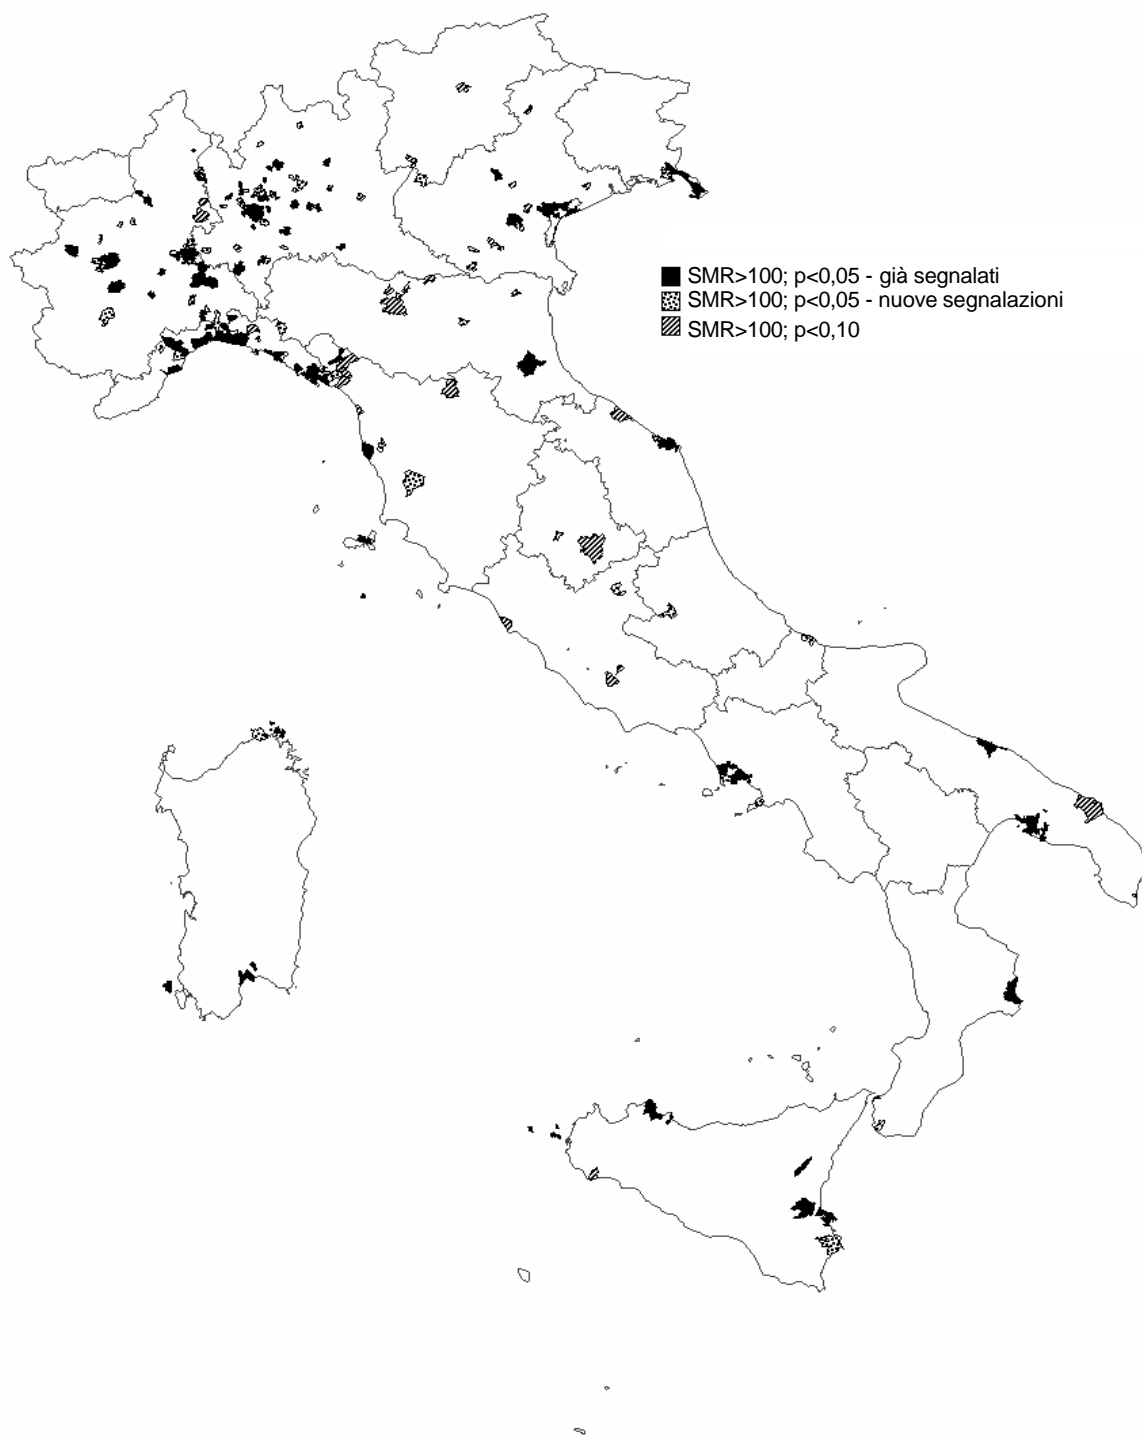 SMR>100; p<0,05 - già segnalati
SMR>100; p<0,05 - nuove segnalazioni
SMR>100; p<0,10